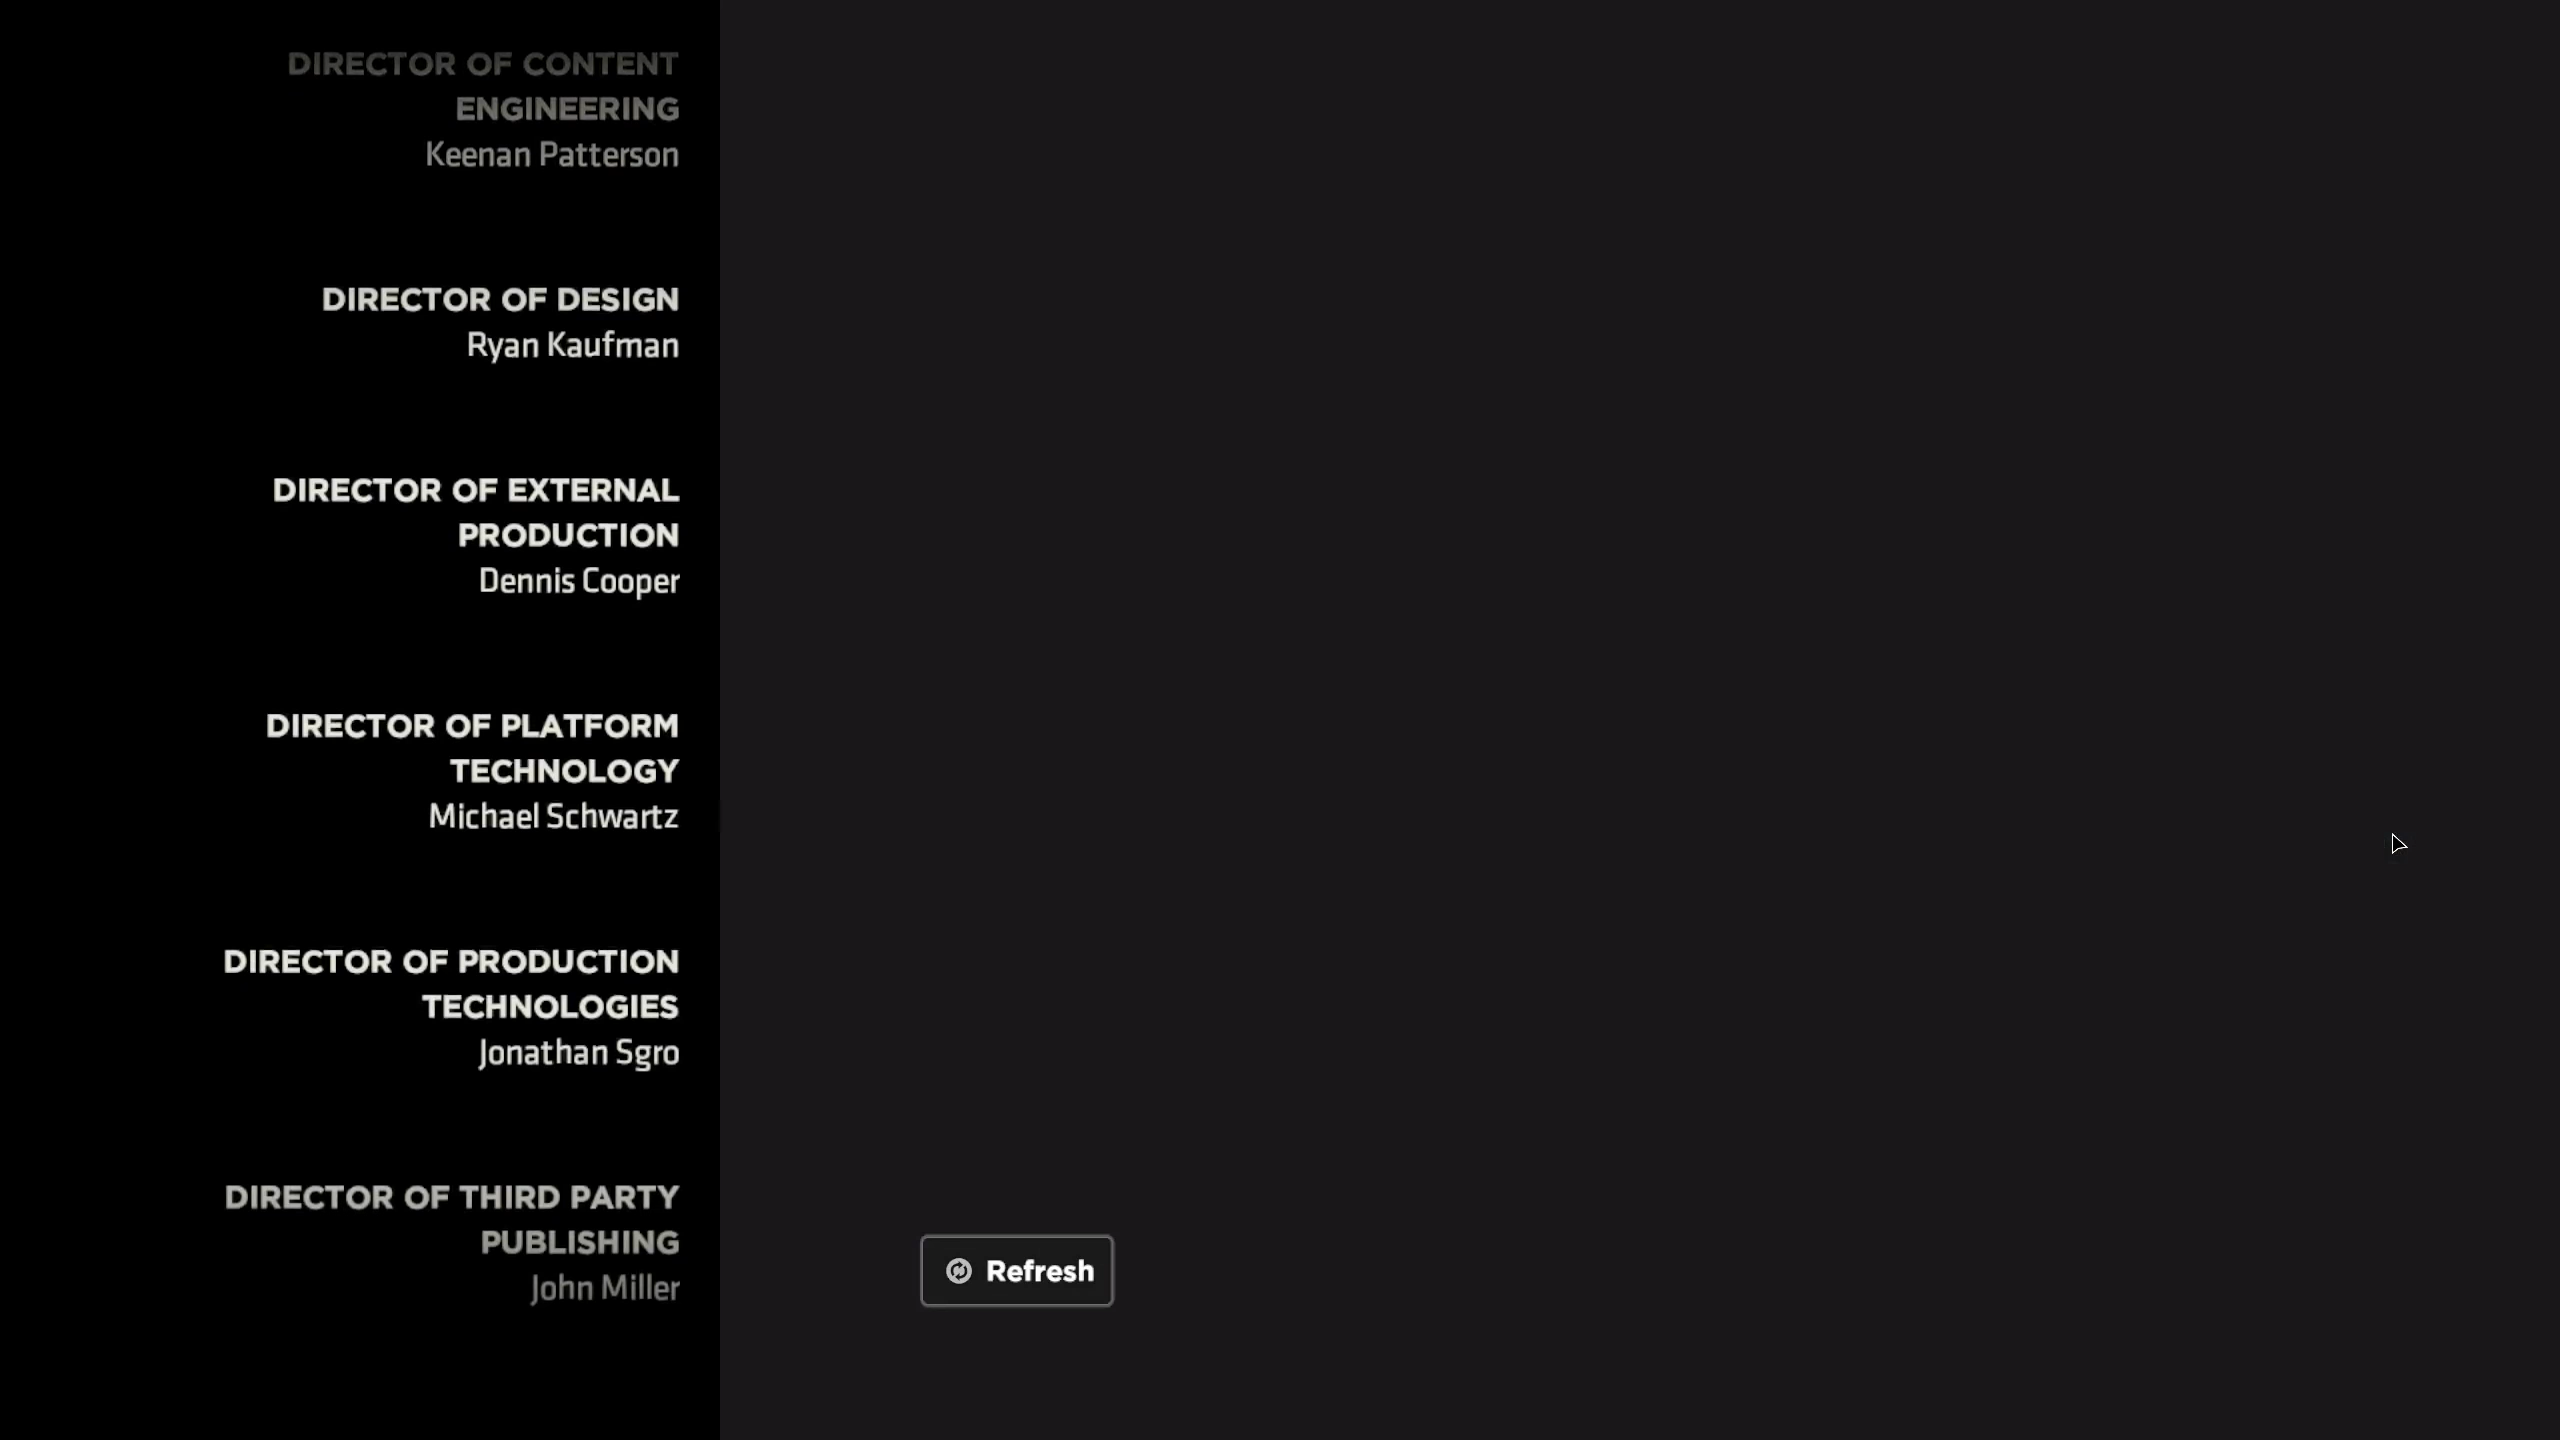 DIRECTOR OF CONTENT
ENGINEERING
Keenan Patterson
DIRECTOR OF DESIGN
Ryan Kaufman
DIRECTOR OF EXTERNAL
PRODUCTION
Dennis Cooper
DIRECTOR OF PLATFORM
TECHNOLOGY
Michael Schwartz
DIRECTOR OF PRODUCTION
TECHNOLOGIES
Jonathan Sgro
DIRECTOR OF THIRD PARTY
PUBLISHING
John Miller
Refresh